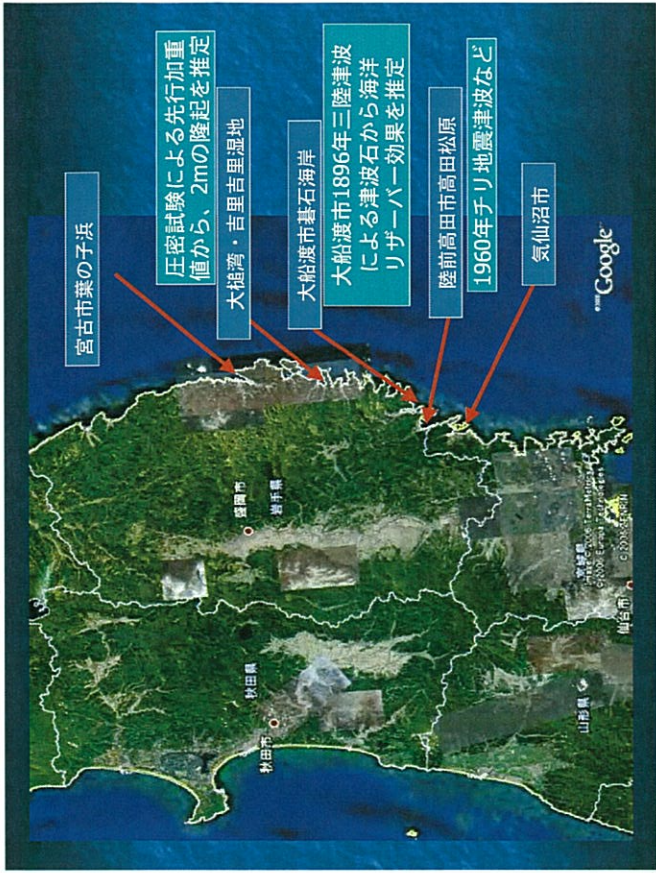 宮古市葉の子浜
圧密試験による先行加重
値から、2mの隆起を推定
大槌湾・吉里吉里湿地
大船渡市碁石海岸
大船渡市1896年三陸津波
による津波石から海洋
リザーバー効果を推定
陸前高田市高田松原
1960年チリ地震津波など
気仙沼市
盛岡市
岩手県
秋田県
秋田市
宮城県
仙台市
山形県
Google